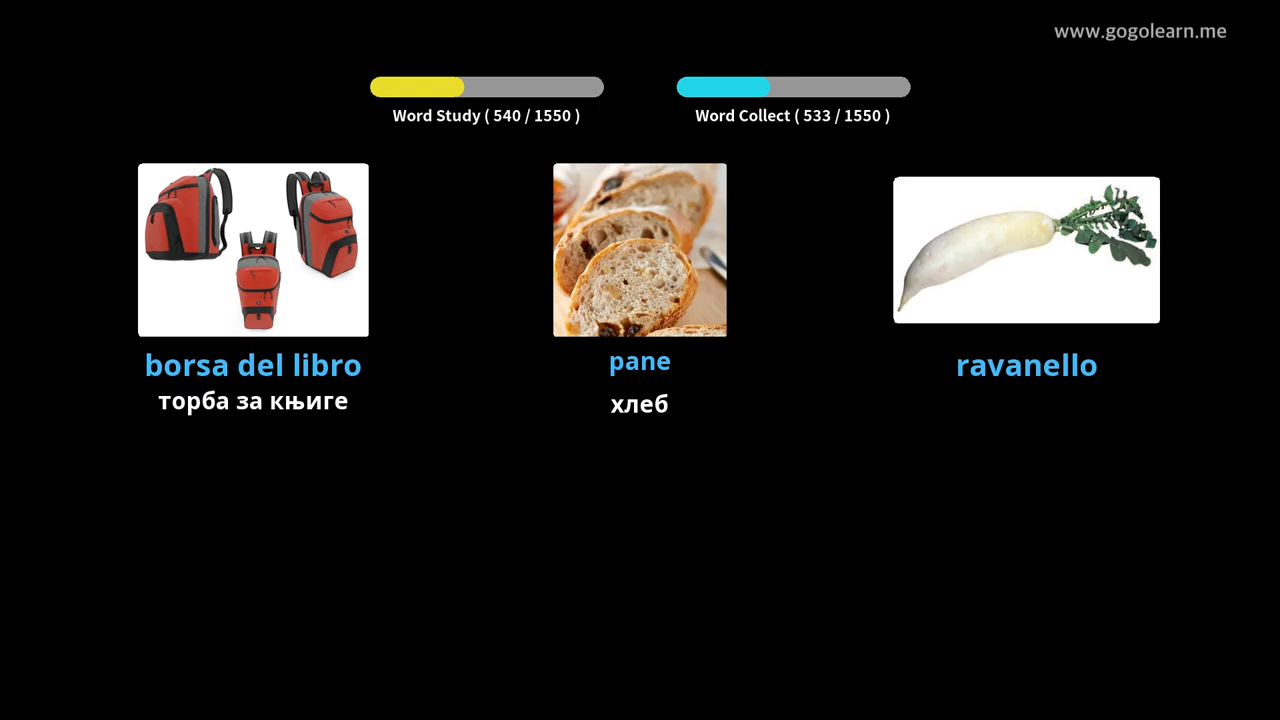 www.gogolearn.me
Word Study ( 540 / 1550 )
Word Collect ( 533 / 1550 )
borsa del libro
торба за књиге
pane
хлеб
ravanello